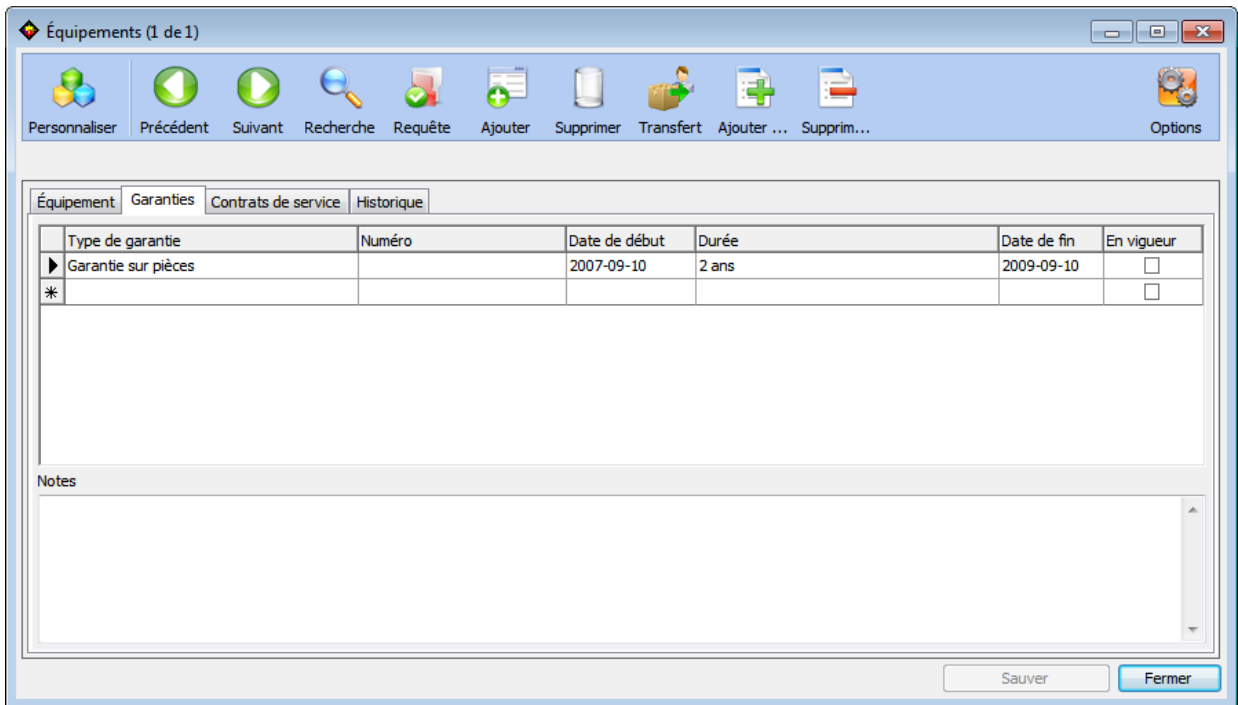 Équipements (1 de 1)
Personnaliser Précédent Suivant Recherche Requête Ajouter Supprimer Transfert Ajouter ... Supprim... Options
Équipement Garanties Contrats de service Historique
Type de garantie Numéro Date de début Durée Date de fin En vigueur
Garantie sur pièces 2007-09-10 2 ans 2009-09-10
Notes
Sauver Fermer